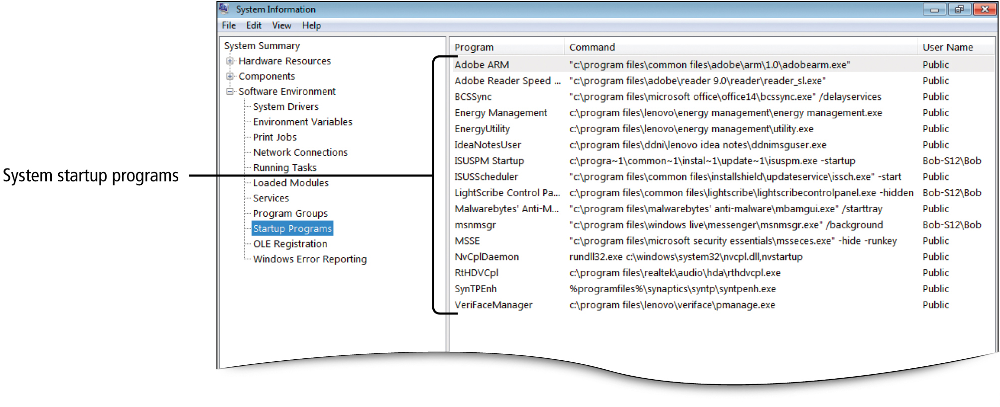 System Information
File Edit View Help
System Summary
Hardware Resources
Components
Software Environment
System Drivers
Environment Variables
Print Jobs
Network Connections
Running Tasks
Loaded Modules
Services
Program Groups
Startup Programs
OLE Registration
Windows Error Reporting
System startup programs
Program Command User Name
Adobe ARM "c:\program files\common files\adobe\arm\1.0\adobearm.exe" Public
Adobe Reader Speed ... "c:\program files\adobe\reader 9.0\reader\reader_sl.exe" Public
BCSSync "c:\program files\microsoft office\office14\bcssync.exe" /delayservices Public
Energy Management c:\program files\lenovo\energy management\energy management.exe Public
EnergyUtility c:\program files\lenovo\energy management\utility.exe Public
IdeaNotesUser c:\program files\ddni\lenovo idea notes\ddnimsguser.exe Public
ISUSPM Startup c:\progra~1\common~1\instal~1\update~1\isuspm.exe -startup Bob-S12\Bob
ISUSScheduler "c:\program files\common files\installshield\updateservice\issch.exe" -start Public
LightScribe Control Pa... c:\program files\common files\lightscribe\lightscribecontrolpanel.exe -hidden Bob-S12\Bob
Malwarebytes' Anti-M... "c:\program files\malwarebytes' anti-malware\mbamgui.exe" /starttray Public
msnmsgr "c:\program files\windows live\messenger\msnmsgr.exe" /background Bob-S12\Bob
MSSE "c:\program files\microsoft security essentials\msseces.exe" -hide -runkey Public
NvCplDaemon rundll32.exe c:\windows\system32\nvcpl.dll,nvstartup Public
RtHDVCpl c:\program files\realtek\audio\hda\rthdvcpl.exe Public
SynTPEnh %programfiles%\synaptics\syntp\syntpenh.exe Public
VeriFaceManager c:\program files\lenovo\veriface\pmanage.exe Public